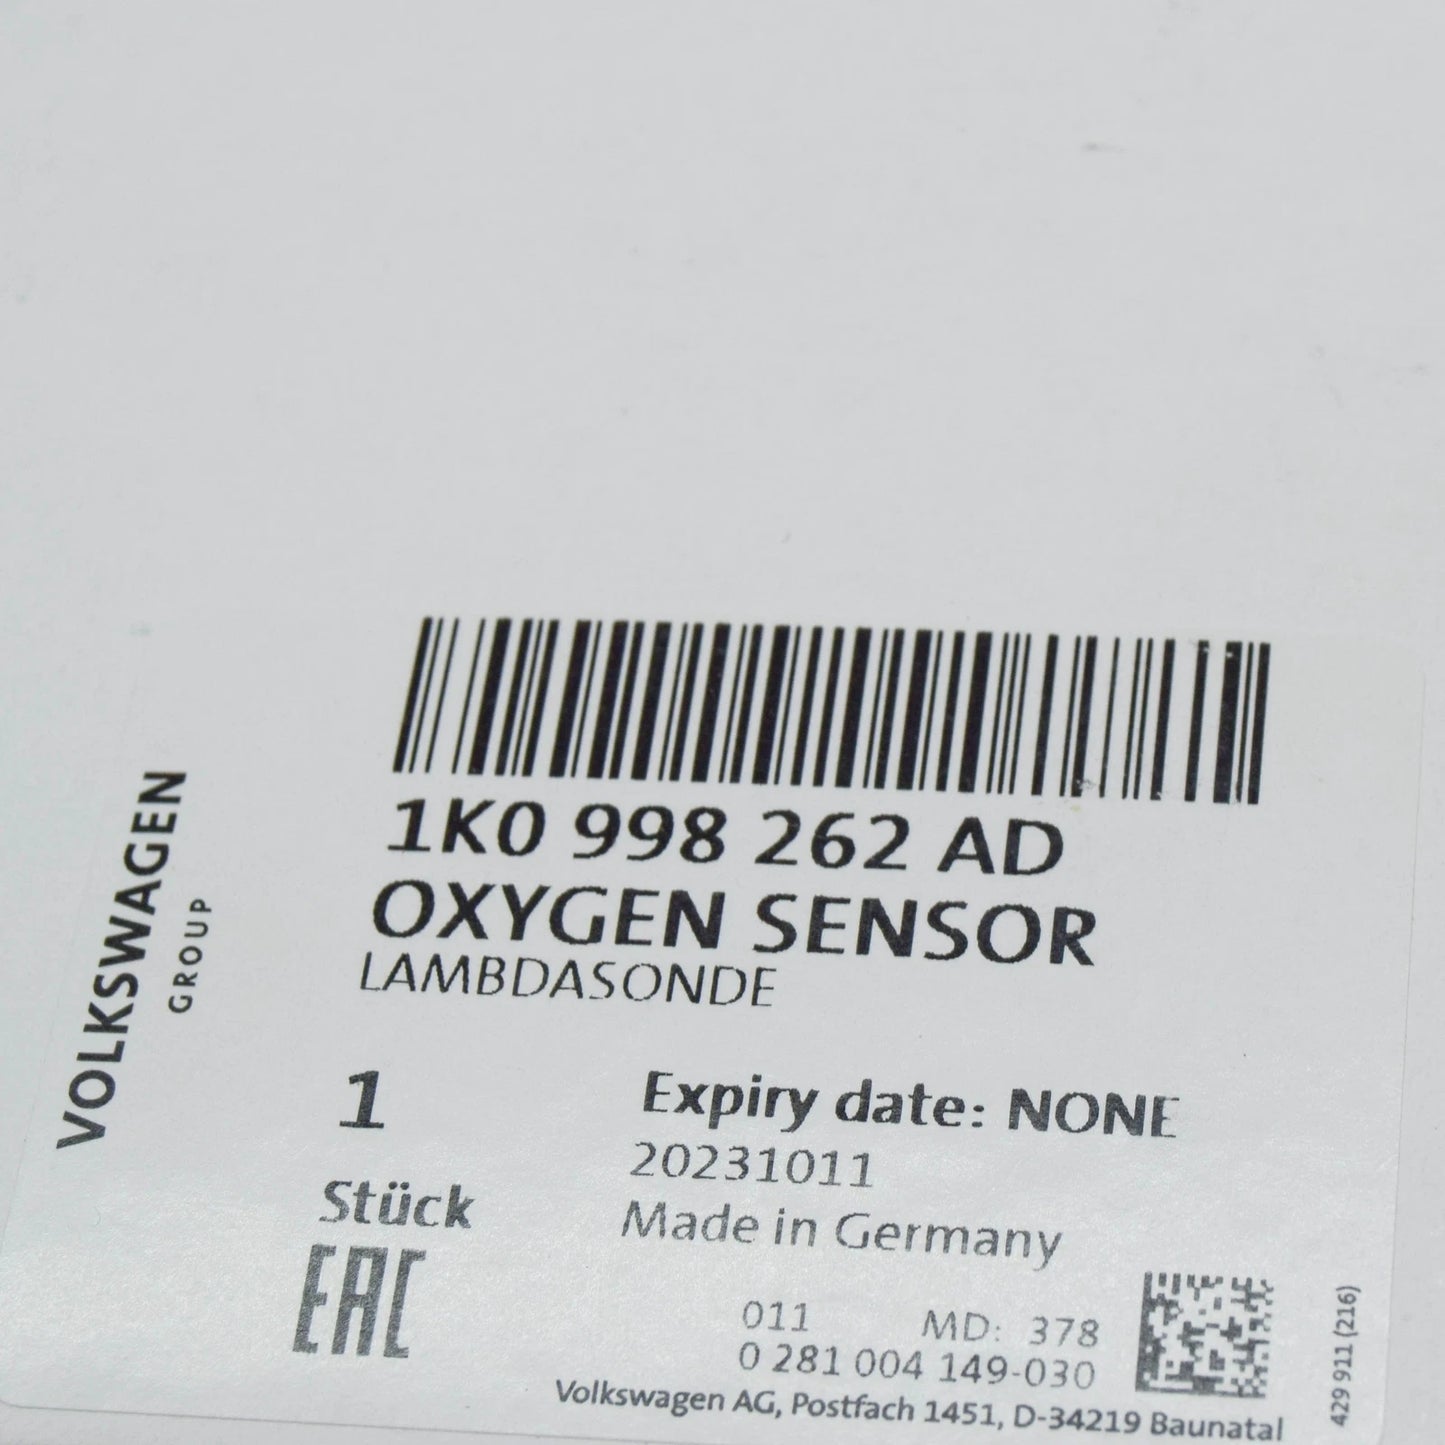 VOLKSWAGEN
GROUP
1K0 998 262 AD
OXYGEN SENSOR
LAMBDASONDE
1
Expiry date: NONE
20231011
Stück
Made in Germany
EAC
011 MD: 378
0 281 004 149-030
Volkswagen AG, Postfach 1451, D-34219 Baunatal
429 911 (216)